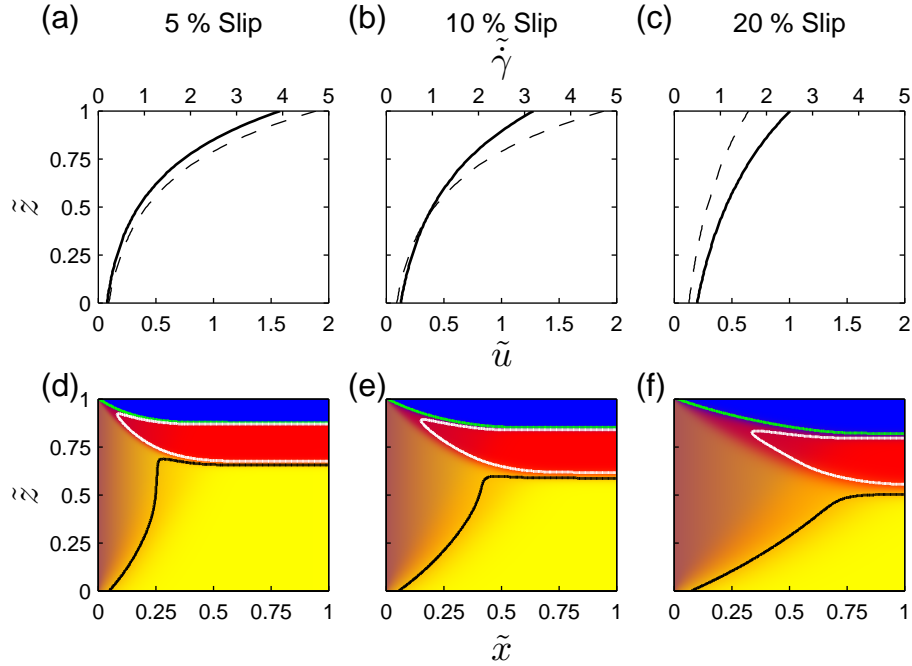 (a) 5 % Slip (b) 10 % Slip (c) 20 % Slip
γ̃̇
0 1 2 3 4 5 0 1 2 3 4 5 0 1 2 3 4 5
1
0.75
z̃ 0.5
0.25
0
0 0.5 1 1.5 2 0 0.5 1 1.5 2 0 0.5 1 1.5 2
ũ
(d) (e) (f)
1
0.75
z̃ 0.5
0.25
0
0 0.25 0.5 0.75 1 0 0.25 0.5 0.75 1 0 0.25 0.5 0.75 1
x̃